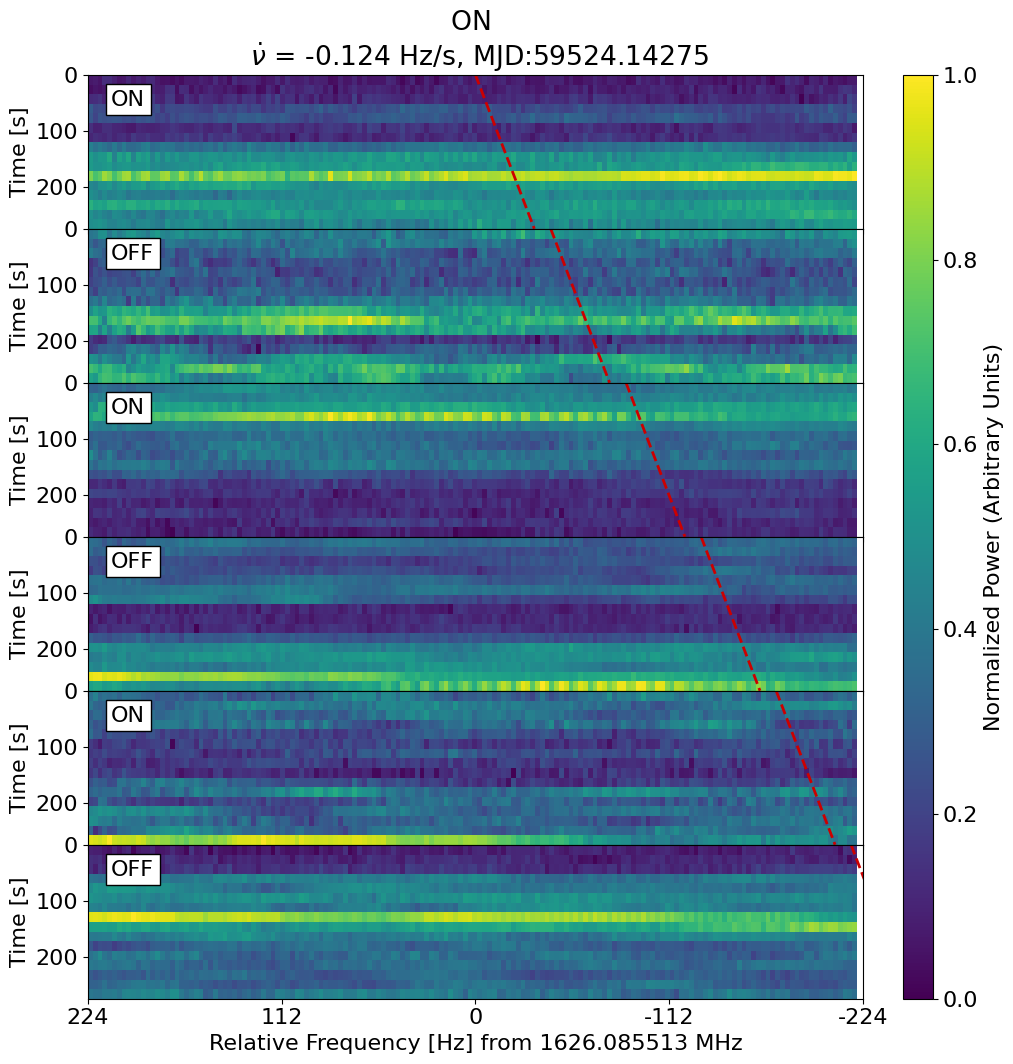 ON
ν̇ = -0.124 Hz/s, MJD:59524.14275
0
ON
100
Time [s]
200
0
OFF
100
Time [s]
200
0
ON
100
Time [s]
200
0
OFF
100
Time [s]
200
0
ON
100
Time [s]
200
0
OFF
100
Time [s]
200
224 112 0 -112 -224
Relative Frequency [Hz] from 1626.085513 MHz
1.0
0.8
0.6
0.4
0.2
0.0
Normalized Power (Arbitrary Units)